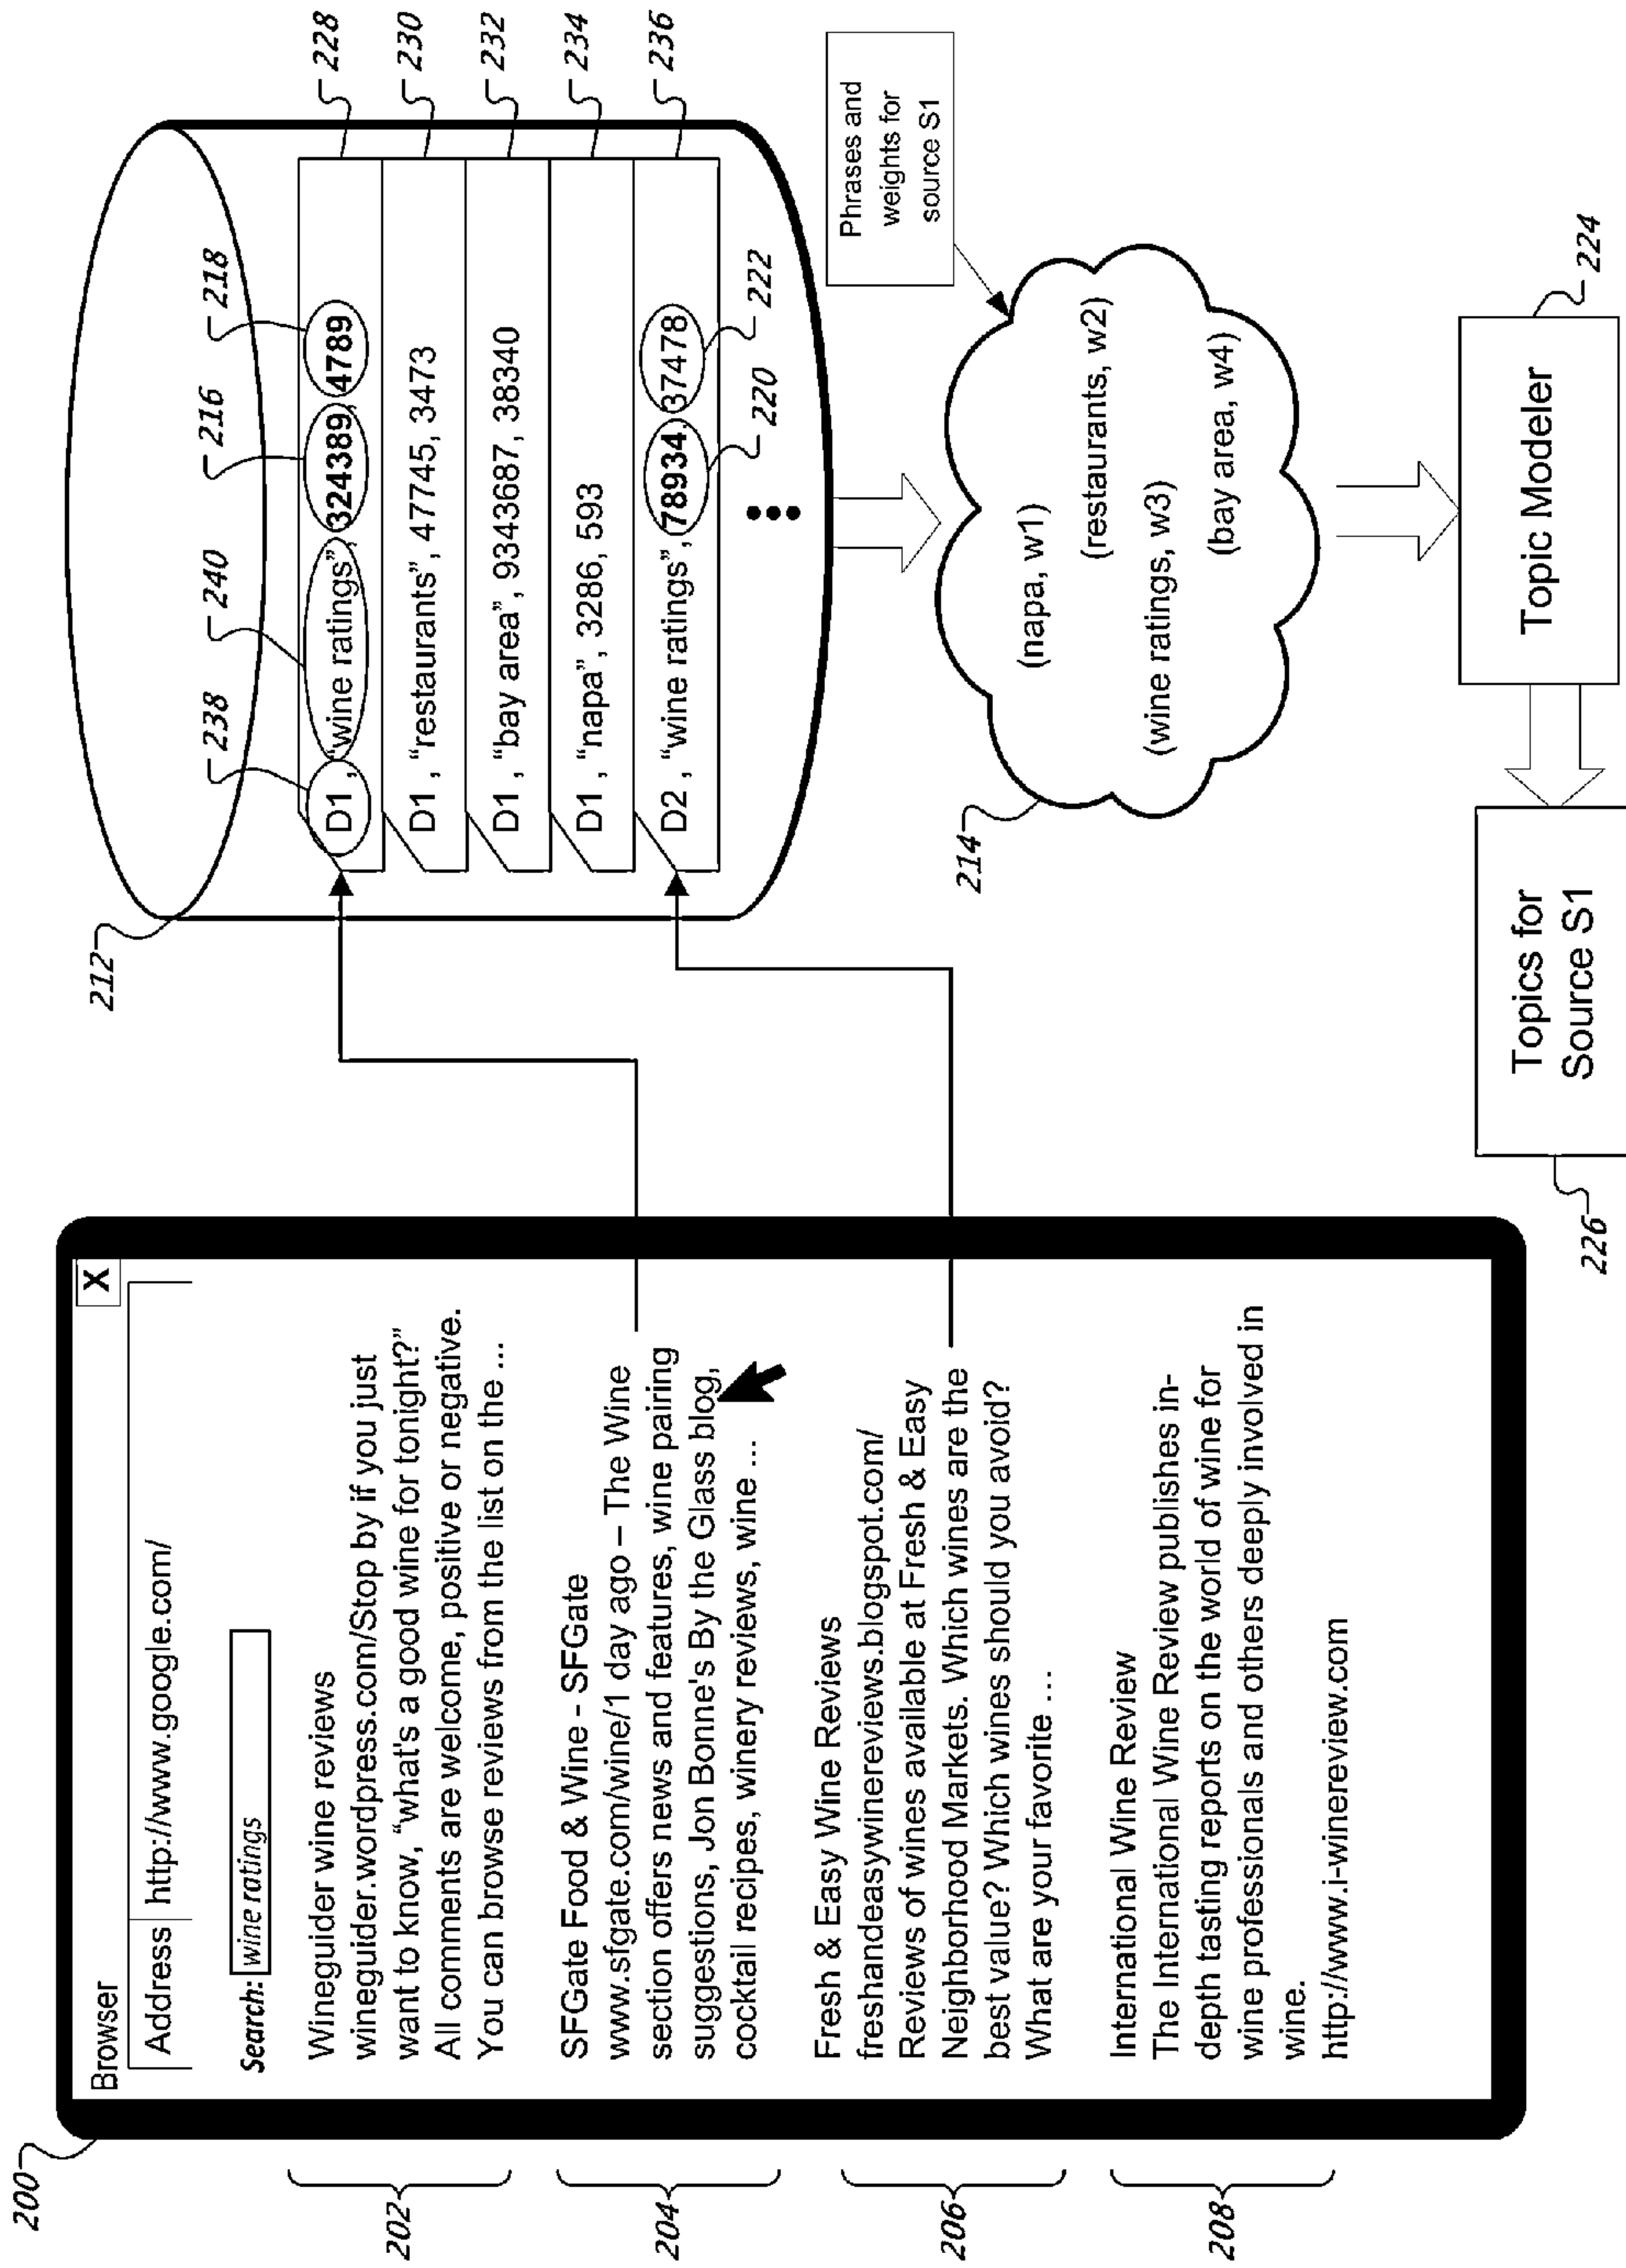 200
Browser
X
Address http://www.google.com/
Search: wine ratings
202
Wineguider wine reviews
wineguider.wordpress.com/Stop by if you just
want to know, “what's a good wine for tonight?”
All comments are welcome, positive or negative.
You can browse reviews from the list on the ...
204
SFGate Food & Wine - SFGate
www.sfgate.com/wine/1 day ago – The Wine
section offers news and features, wine pairing
suggestions, Jon Bonne's By the Glass blog,
cocktail recipes, winery reviews, wine ...
206
Fresh & Easy Wine Reviews
freshandeasywinereviews.blogspot.com/
Reviews of wines available at Fresh & Easy
Neighborhood Markets. Which wines are the
best value? Which wines should you avoid?
What are your favorite ...
208
International Wine Review
The International Wine Review publishes in-
depth tasting reports on the world of wine for
wine professionals and others deeply involved in
wine.
http://www.i-winereview.com
212
238
240
216
218
D1 , “wine ratings”, 324389, 4789
228
D1 , “restaurants”, 47745, 3473
230
D1 , “bay area”, 9343687, 38340
232
D1 , “napa”, 3286, 593
234
D2 , “wine ratings”, 78934, 37478
236
220
222
Phrases and
weights for
source S1
214
(napa, w1)
(restaurants, w2)
(wine ratings, w3)
(bay area, w4)
Topic Modeler
224
Topics for
Source S1
226